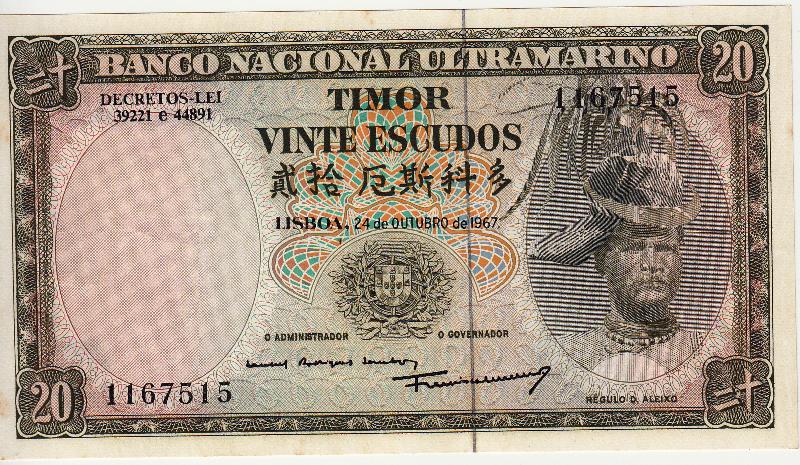 二十 BANCO NACIONAL ULTRAMARINO 20
DECRETOS-LEI
39221 e 44891
TIMOR
1167515
VINTE ESCUDOS
貳拾厄斯科多
LISBOA, 24 de OUTUBRO de 1967
O ADMINISTRADOR O GOVERNADOR
20 1167515
RÉGULO D. ALEIXO 二十